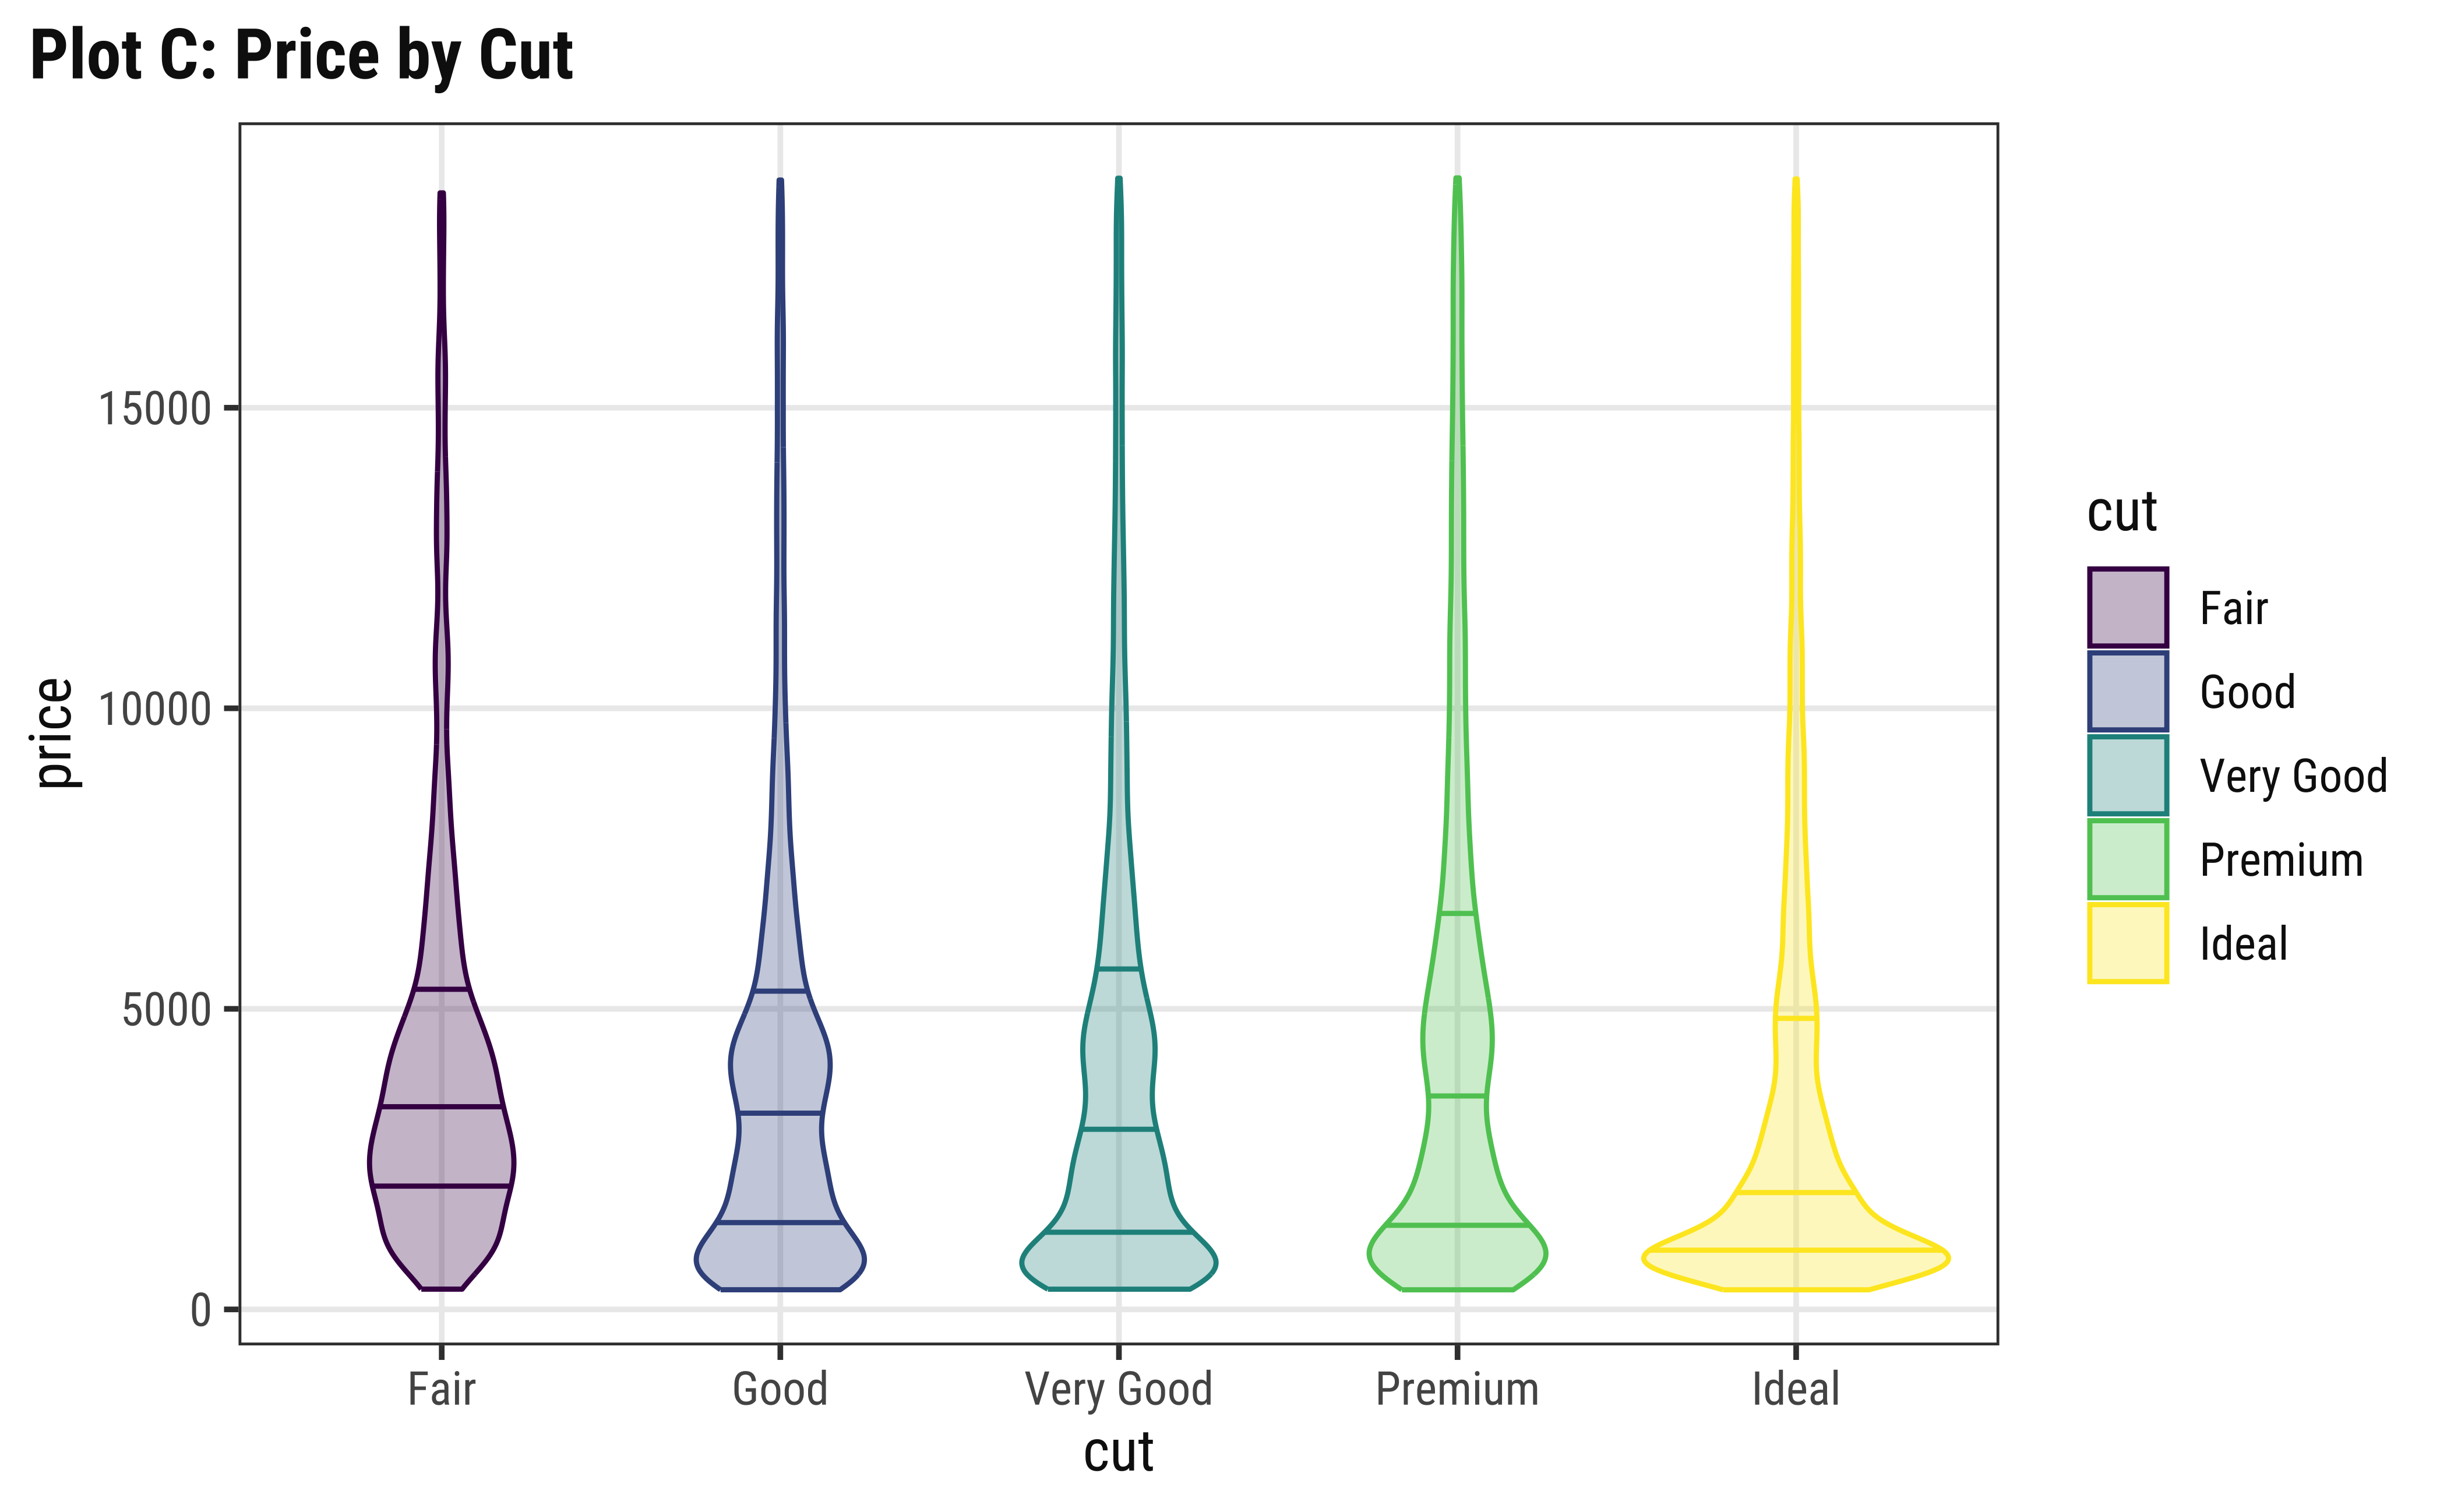 Plot C: Price by Cut
15000
10000
5000
0
price
Fair
Good
Very Good
Premium
Ideal
cut
cut
Fair
Good
Very Good
Premium
Ideal